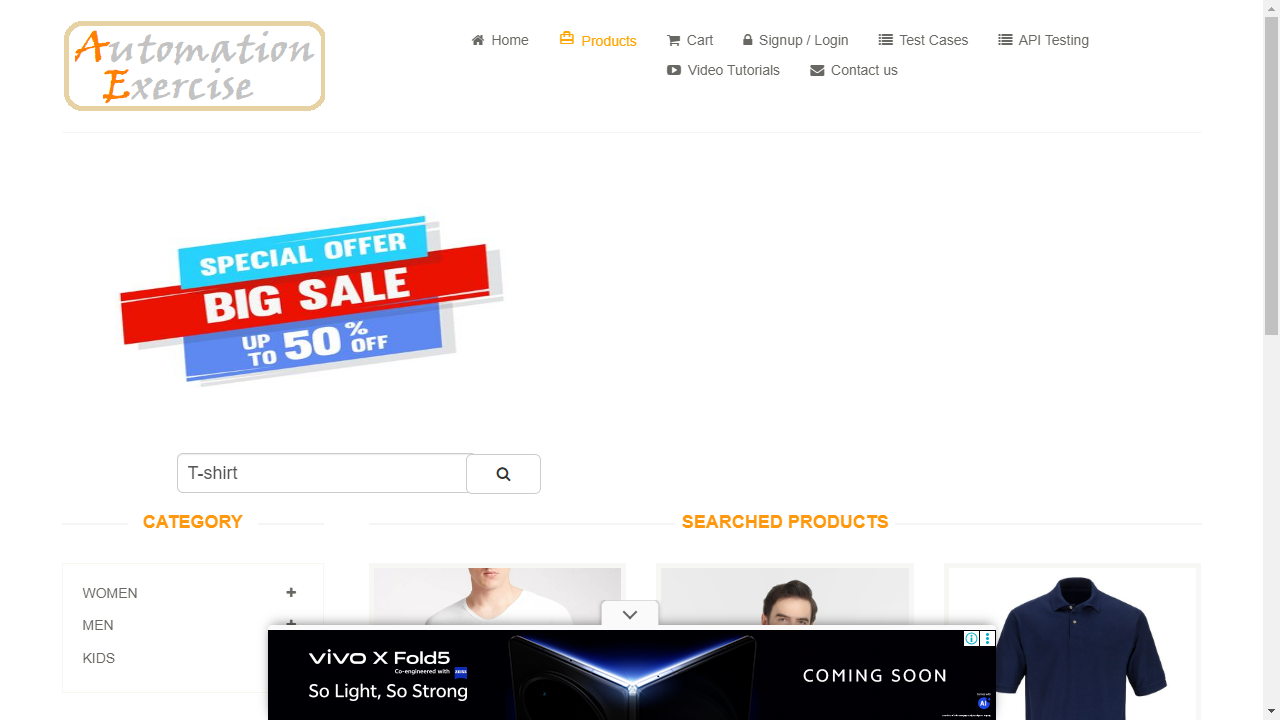 Automation
Exercise
Home
Products
Cart
Signup / Login
Test Cases
API Testing
Video Tutorials
Contact us
SPECIAL OFFER
BIG SALE
UP TO 50% OFF
T-shirt
CATEGORY
SEARCHED PRODUCTS
WOMEN
MEN
KIDS
vivo X Fold5
Co-engineered with ZEISS
So Light, So Strong
COMING SOON
AI